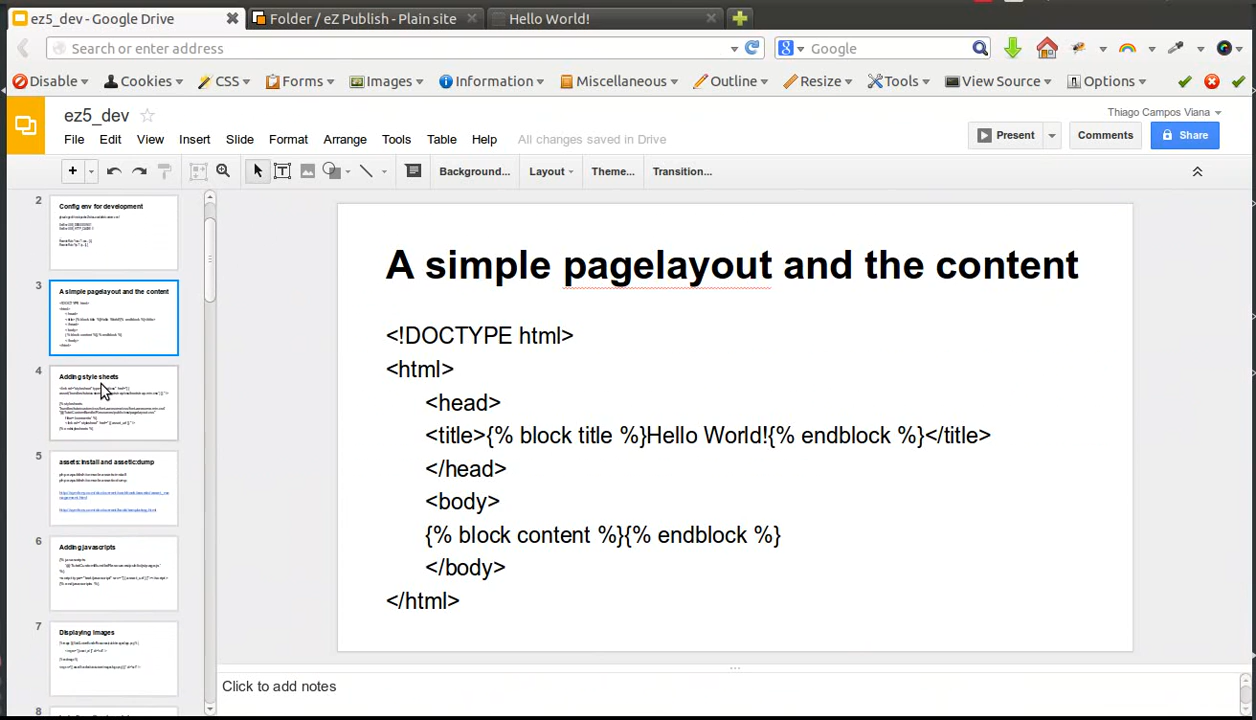 ez5_dev - Google Drive
Folder / eZ Publish - Plain site
Hello World!
Search or enter address
Google
Disable
Cookies
CSS
Forms
Images
Information
Miscellaneous
Outline
Resize
Tools
View Source
Options
ez5_dev
Thiago Campos Viana
File Edit View Insert Slide Format Arrange Tools Table Help All changes saved in Drive
Present
Comments
Share
Background...
Layout
Theme...
Transition...
2
Config env for development
3
A simple pagelayout and the content
4
Adding style sheets
5
assets:install and assetic:dump
6
Adding javascripts
7
Displaying images
8
A simple pagelayout and the content
<!DOCTYPE html>
<html>
<head>
<title>{% block title %}Hello World!{% endblock %}</title>
</head>
<body>
{% block content %}{% endblock %}
</body>
</html>
Click to add notes